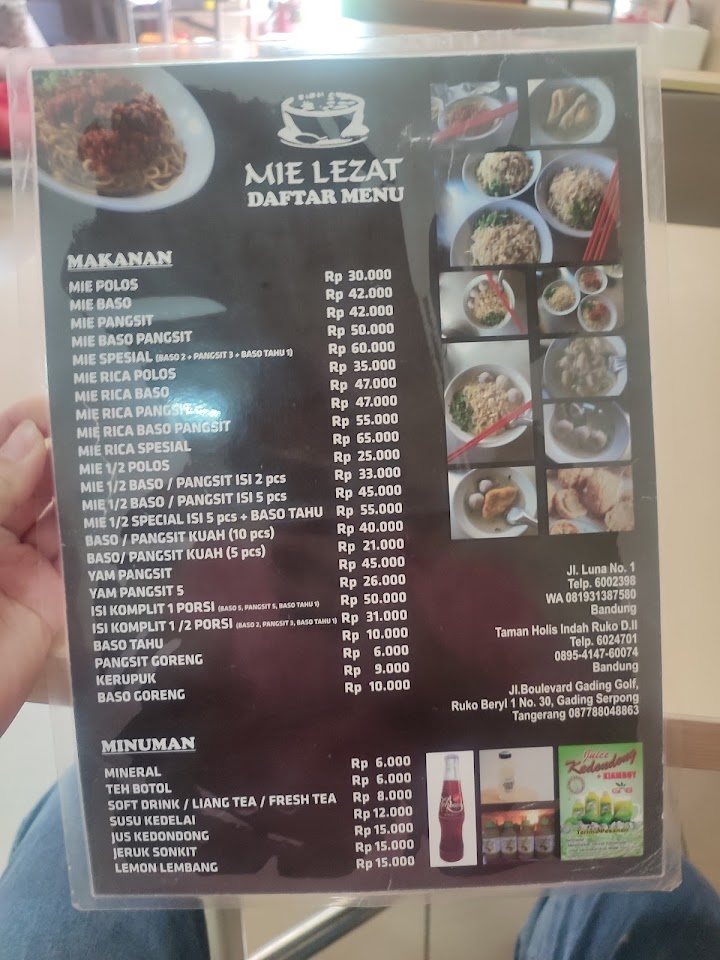 MIE LEZAT
DAFTAR MENU
MAKANAN
MIE POLOS Rp 30.000
MIE BASO Rp 42.000
MIE PANGSIT Rp 42.000
MIE BASO PANGSIT Rp 50.000
MIE SPESIAL (BASO 2 + PANGSIT 3 + BASO TAHU 1) Rp 60.000
MIE RICA POLOS Rp 35.000
MIE RICA BASO Rp 47.000
MIE RICA PANGSIT Rp 47.000
MIE RICA BASO PANGSIT Rp 55.000
MIE RICA SPESIAL Rp 65.000
MIE 1/2 POLOS Rp 25.000
MIE 1/2 BASO / PANGSIT ISI 2 pcs Rp 33.000
MIE 1/2 BASO / PANGSIT ISI 5 pcs Rp 45.000
MIE 1/2 SPECIAL ISI 5 pcs + BASO TAHU Rp 55.000
BASO / PANGSIT KUAH (10 pcs) Rp 40.000
BASO/ PANGSIT KUAH (5 pcs) Rp 21.000
YAM PANGSIT Rp 45.000
YAM PANGSIT 5 Rp 26.000
ISI KOMPLIT 1 PORSI (BASO 5, PANGSIT 5, BASO TAHU 1) Rp 50.000
ISI KOMPLIT 1 /2 PORSI (BASO 2, PANGSIT 3, BASO TAHU 1) Rp 31.000
BASO TAHU Rp 10.000
PANGSIT GORENG Rp 6.000
KERUPUK Rp 9.000
BASO GORENG Rp 10.000
Jl. Luna No. 1
Telp. 6002398
WA 081931387580
Bandung
Taman Holis Indah Ruko D.II
Telp. 6024701
0895-4147-60074
Bandung
Jl.Boulevard Gading Golf,
Ruko Beryl 1 No. 30, Gading Serpong
Tangerang 087788048863
MINUMAN
MINERAL Rp 6.000
TEH BOTOL Rp 6.000
SOFT DRINK / LIANG TEA / FRESH TEA Rp 8.000
SUSU KEDELAI Rp 12.000
JUS KEDONDONG Rp 15.000
JERUK SONKIT Rp 15.000
LEMON LEMBANG Rp 15.000
Juice
Kedondong
+ KIAMBOY